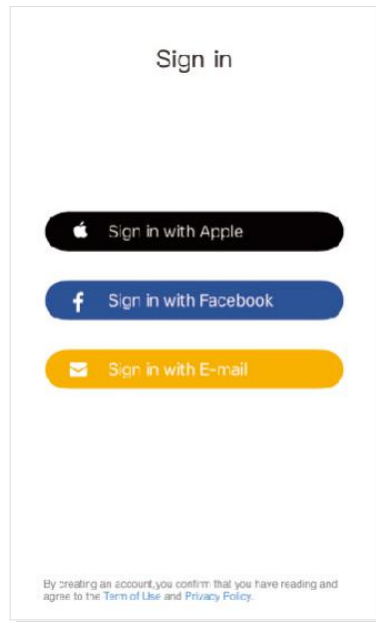 Sign in
Sign in with Apple
Sign in with Facebook
Sign in with E-mail
By creating an account,you confirm that you have reading and
agree to the Term of Use and Privacy Policy.